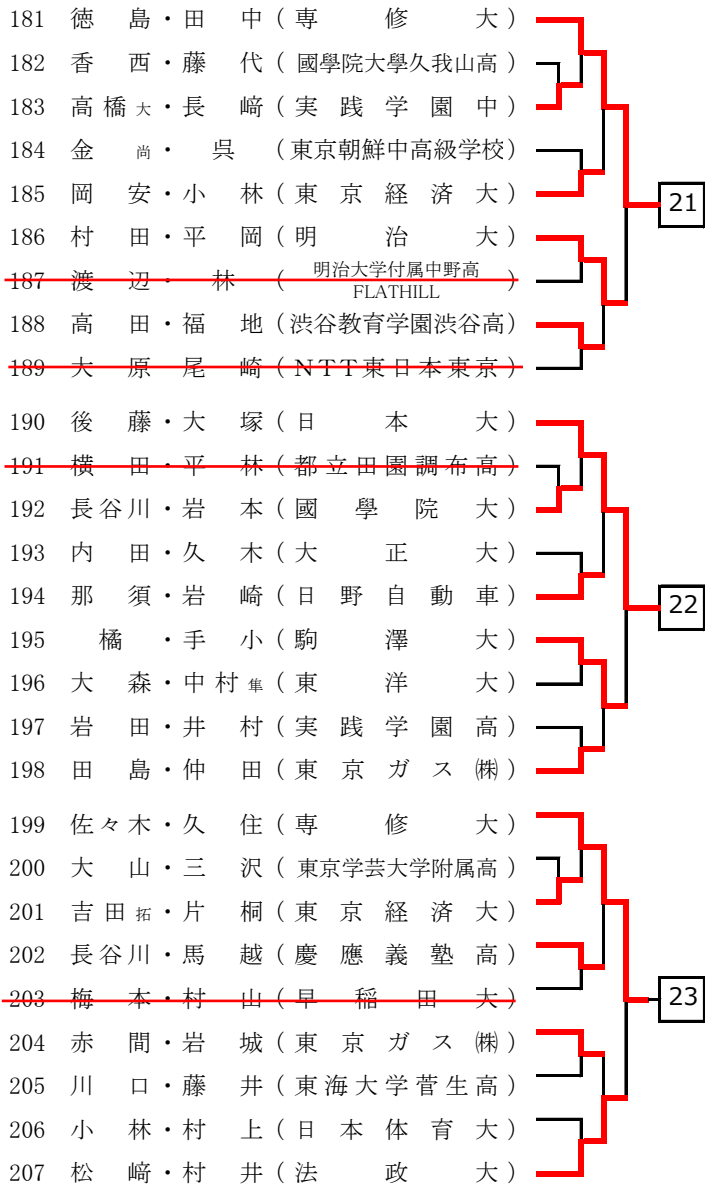 181 徳島・田中(専修大)
182 香西・藤代(國學院大學久我山高)
183 高橋大・長﨑(実践学園中)
184 金尚・呉(東京朝鮮中高級学校)
185 岡安・小林(東京経済大)
21
186 村田・平岡(明治大)
187 渡辺・林(明治大学付属中野高 FLATHILL)
188 高田・福地(渋谷教育学園渋谷高)
189 大原尾崎(NTT東日本東京)
190 後藤・大塚(日本大)
191 横田・平林(都立田園調布高)
192 長谷川・岩本(國學院大)
193 内田・久木(大正大)
194 那須・岩崎(日野自動車)
22
195 橘・手小(駒澤大)
196 大森・中村隼(東洋大)
197 岩田・井村(実践学園高)
198 田島・仲田(東京ガス㈱)
199 佐々木・久住(専修大)
200 大山・三沢(東京学芸大学附属高)
201 吉田拓・片桐(東京経済大)
202 長谷川・馬越(慶應義塾高)
203 梅本・村山(早稲田大)
23
204 赤間・岩城(東京ガス㈱)
205 川口・藤井(東海大学菅生高)
206 小林・村上(日本体育大)
207 松﨑・村井(法政大)